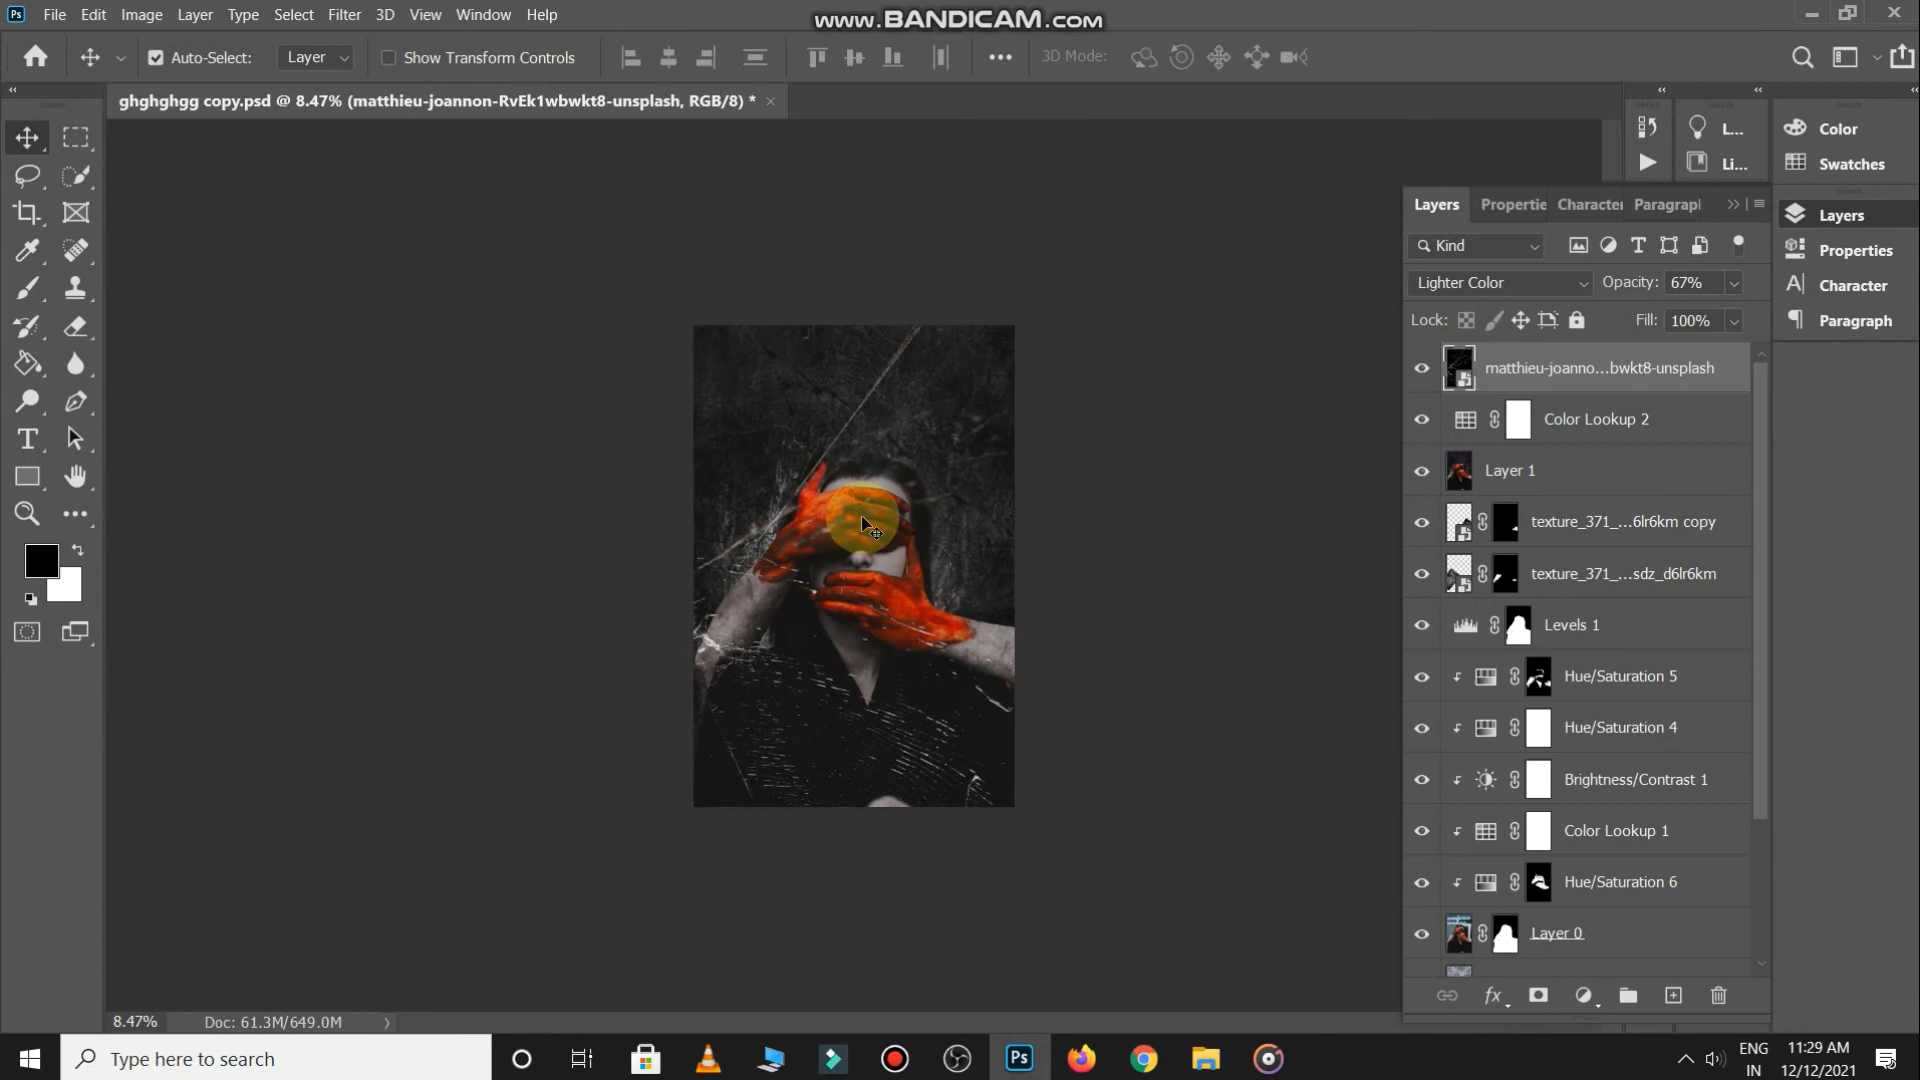 Ps File Edit Image Layer Type Select Filter 3D View Window Help
www.BANDICAM.com
Auto-Select: Layer Show Transform Controls 3D Mode:
ghghghgg copy.psd @ 8.47% (matthieu-joannon-RvEk1wbwkt8-unsplash, RGB/8) *
L...
Li...
Color
Swatches
Layers
Properties
Character
Paragraph
Layers Propertie Character Paragrap
Kind
Lighter Color Opacity: 67%
Lock: Fill: 100%
matthieu-joanno...bwkt8-unsplash
Color Lookup 2
Layer 1
texture_371_...6lr6km copy
texture_371_...sdz_d6lr6km
Levels 1
Hue/Saturation 5
Hue/Saturation 4
Brightness/Contrast 1
Color Lookup 1
Hue/Saturation 6
Layer 0
fx
8.47% Doc: 61.3M/649.0M
Type here to search
Ps
ENG
IN
11:29 AM
12/12/2021